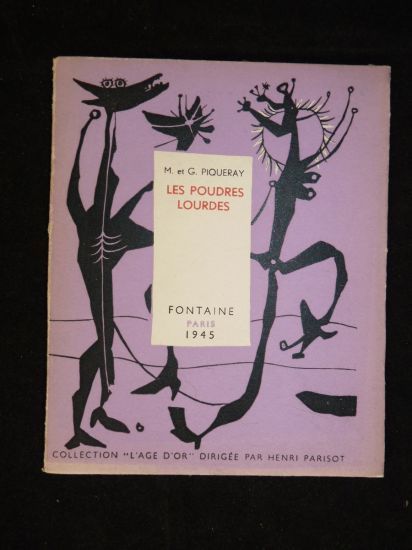 M. et G. PIQUERAY
LES POUDRES
LOURDES
FONTAINE
PARIS
1945
COLLECTION "L'AGE D'OR" DIRIGÉE PAR HENRI PARISOT